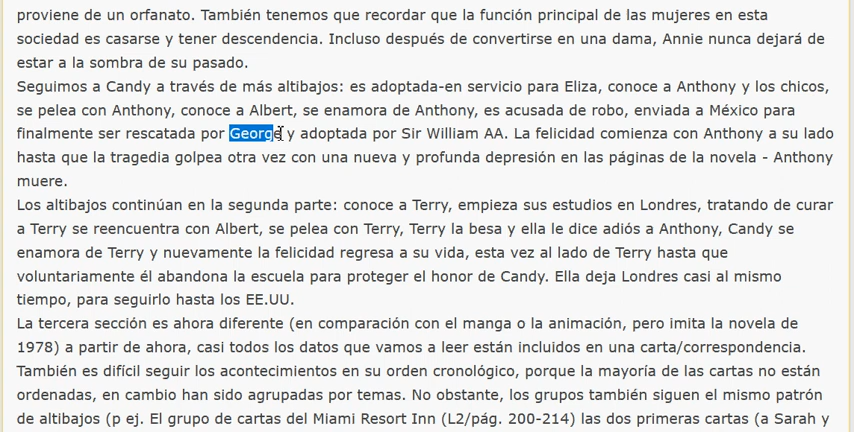 proviene de un orfanato. También tenemos que recordar que la función principal de las mujeres en esta
sociedad es casarse y tener descendencia. Incluso después de convertirse en una dama, Annie nunca dejará de
estar a la sombra de su pasado.
Seguimos a Candy a través de más altibajos: es adoptada-en servicio para Eliza, conoce a Anthony y los chicos,
se pelea con Anthony, conoce a Albert, se enamora de Anthony, es acusada de robo, enviada a México para
finalmente ser rescatada por George y adoptada por Sir William AA. La felicidad comienza con Anthony a su lado
hasta que la tragedia golpea otra vez con una nueva y profunda depresión en las páginas de la novela - Anthony
muere.
Los altibajos continúan en la segunda parte: conoce a Terry, empieza sus estudios en Londres, tratando de curar
a Terry se reencuentra con Albert, se pelea con Terry, Terry la besa y ella le dice adiós a Anthony, Candy se
enamora de Terry y nuevamente la felicidad regresa a su vida, esta vez al lado de Terry hasta que
voluntariamente él abandona la escuela para proteger el honor de Candy. Ella deja Londres casi al mismo
tiempo, para seguirlo hasta los EE.UU.
La tercera sección es ahora diferente (en comparación con el manga o la animación, pero imita la novela de
1978) a partir de ahora, casi todos los datos que vamos a leer están incluidos en una carta/correspondencia.
También es difícil seguir los acontecimientos en su orden cronológico, porque la mayoría de las cartas no están
ordenadas, en cambio han sido agrupadas por temas. No obstante, los grupos también siguen el mismo patrón
de altibajos (p ej. El grupo de cartas del Miami Resort Inn (L2/pág. 200-214) las dos primeras cartas (a Sarah y